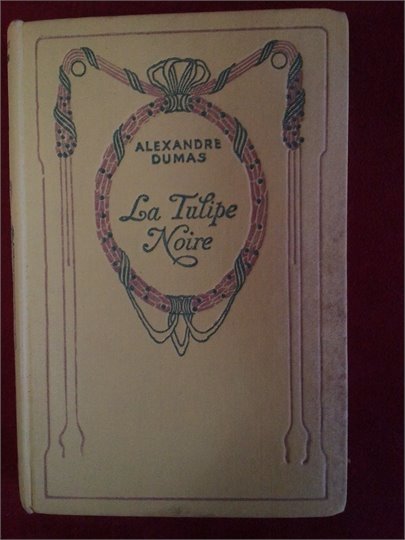 ALEXANDRE
DUMAS
La Tulipe
Noire